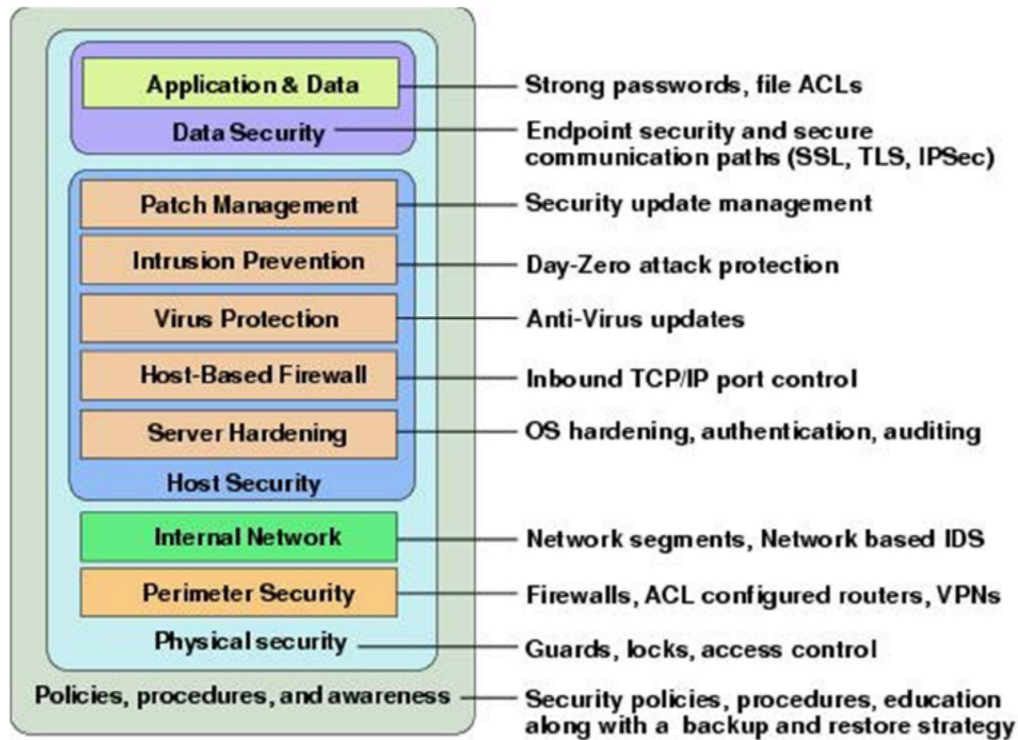 Application & Data
Strong passwords, file ACLs
Data Security
Endpoint security and secure
communication paths (SSL, TLS, IPSec)
Patch Management
Security update management
Intrusion Prevention
Day-Zero attack protection
Virus Protection
Anti-Virus updates
Host-Based Firewall
Inbound TCP/IP port control
Server Hardening
OS hardening, authentication, auditing
Host Security
Internal Network
Network segments, Network based IDS
Perimeter Security
Firewalls, ACL configured routers, VPNs
Physical security
Guards, locks, access control
Policies, procedures, and awareness
Security policies, procedures, education
along with a backup and restore strategy